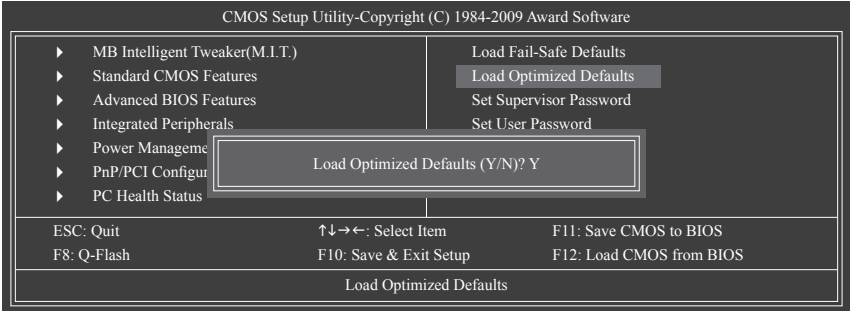 CMOS Setup Utility-Copyright (C) 1984-2009 Award Software
MB Intelligent Tweaker(M.I.T.)
Standard CMOS Features
Advanced BIOS Features
Integrated Peripherals
Power Manageme
PnP/PCI Configur
PC Health Status
Load Fail-Safe Defaults
Load Optimized Defaults
Set Supervisor Password
Set User Password
Load Optimized Defaults (Y/N)? Y
ESC: Quit
↑↓→←: Select Item
F11: Save CMOS to BIOS
F8: Q-Flash
F10: Save & Exit Setup
F12: Load CMOS from BIOS
Load Optimized Defaults